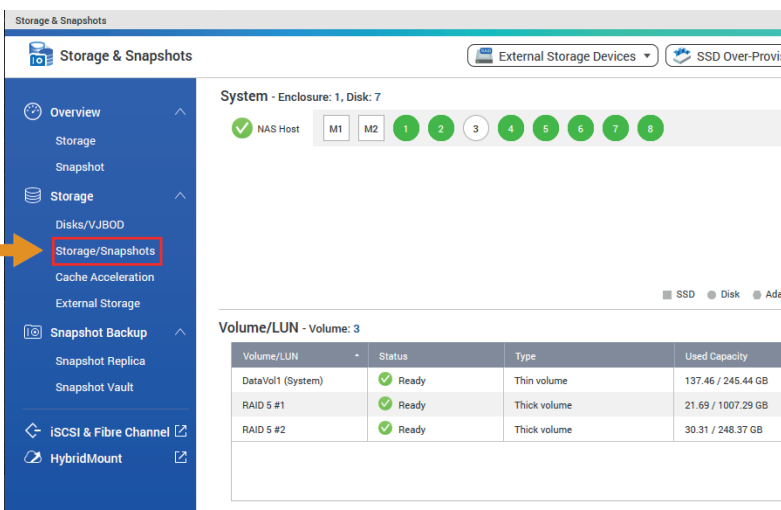 Storage & Snapshots
Storage & Snapshots
External Storage Devices
SSD Over-Provis
Overview
Storage
Snapshot
Storage
Disks/VJBOD
Storage/Snapshots
Cache Acceleration
External Storage
Snapshot Backup
Snapshot Replica
Snapshot Vault
iSCSI & Fibre Channel
HybridMount
System - Enclosure: 1, Disk: 7
NAS Host M1 M2 1 2 3 4 5 6 7 8
SSD Disk Ada
Volume/LUN - Volume: 3
Volume/LUN Status Type Used Capacity
DataVol1 (System) Ready Thin volume 137.46 / 245.44 GB
RAID 5 #1 Ready Thick volume 21.69 / 1007.29 GB
RAID 5 #2 Ready Thick volume 30.31 / 248.37 GB